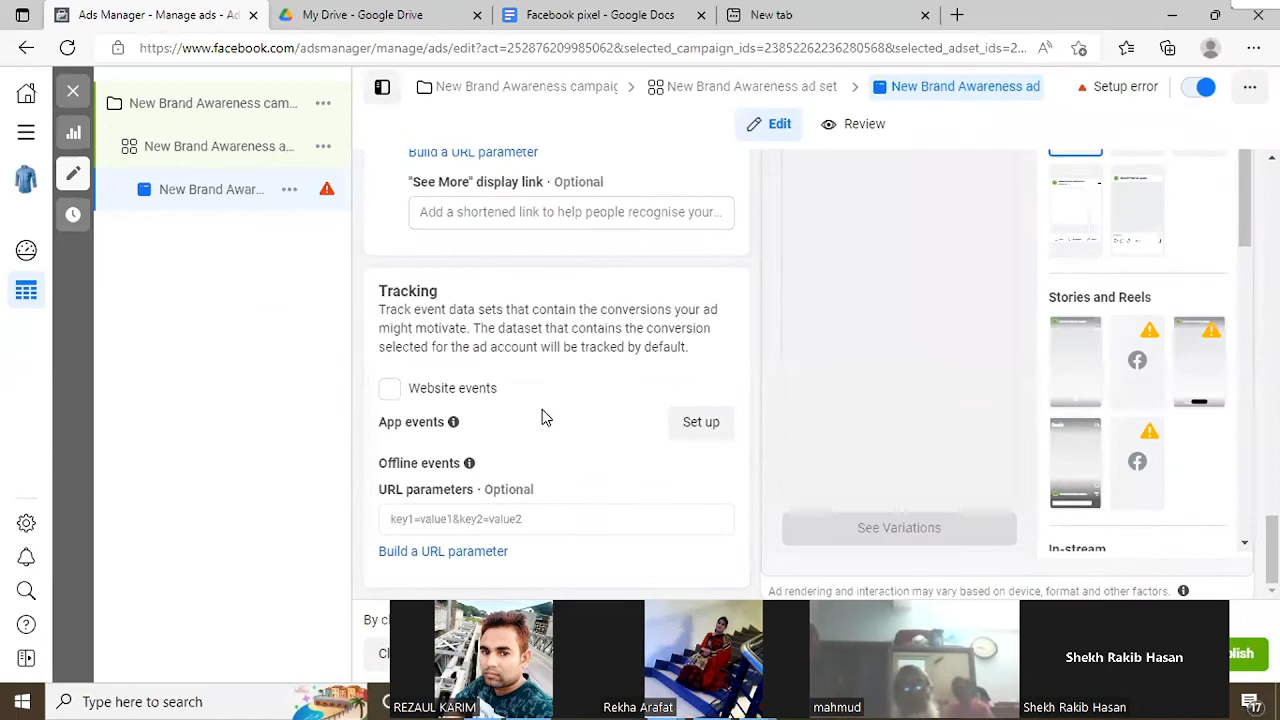 Ads Manager - Manage ads - Ad
My Drive - Google Drive
Facebook pixel - Google Docs
New tab
https://www.facebook.com/adsmanager/manage/ads/edit?act=252876209985062&selected_campaign_ids=23852262236280568&selected_adset_ids=2...
New Brand Awareness cam...
New Brand Awareness a...
New Brand Awar...
New Brand Awareness campaig
New Brand Awareness ad set
New Brand Awareness ad
Setup error
Edit
Review
Build a URL parameter
"See More" display link · Optional
Add a shortened link to help people recognise your...
Tracking
Track event data sets that contain the conversions your ad
might motivate. The dataset that contains the conversion
selected for the ad account will be tracked by default.
Website events
App events
Set up
Offline events
URL parameters · Optional
key1=value1&key2=value2
Build a URL parameter
See Variations
Stories and Reels
In-stream
Ad rendering and interaction may vary based on device, format and other factors.
By c
Cl
lish
REZAUL KARIM
Rekha Arafat
mahmud
Shekh Rakib Hasan
Shekh Rakib Hasan
Type here to search
17